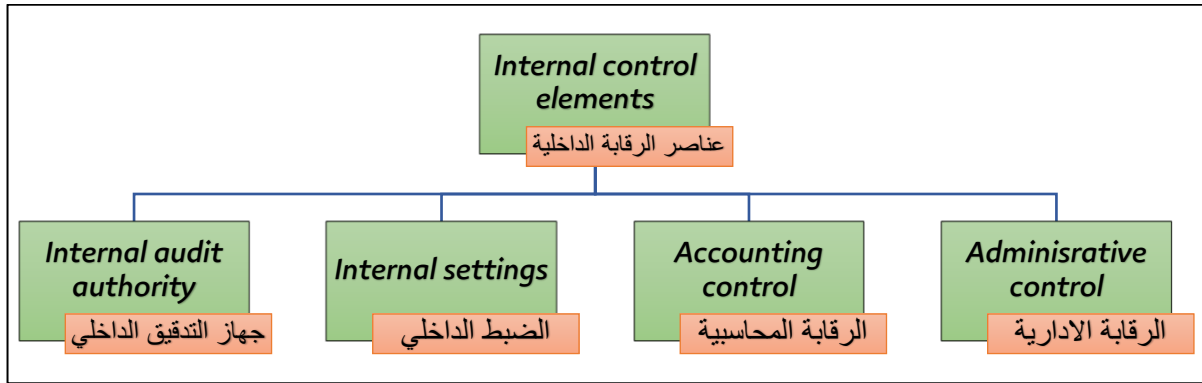 Internal control
elements
عناصر الرقابة الداخلية
Internal audit
authority
جهاز التدقيق الداخلي
Internal settings
الضبط الداخلي
Accounting
control
الرقابة المحاسبية
Adminisrative
control
الرقابة الادارية